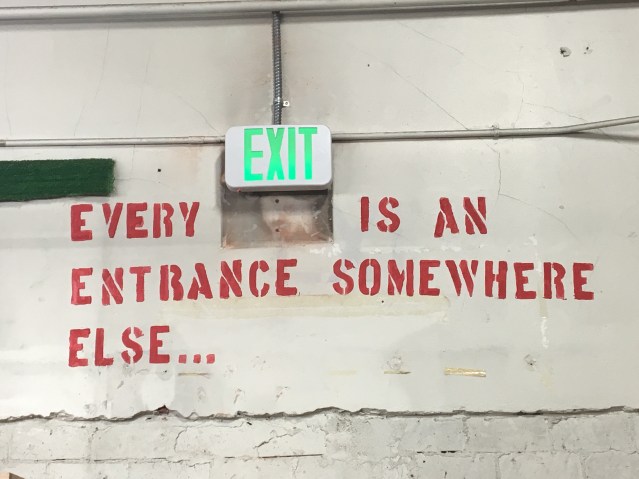 EXIT
EVERY IS AN
ENTRANCE SOMEWHERE
ELSE...